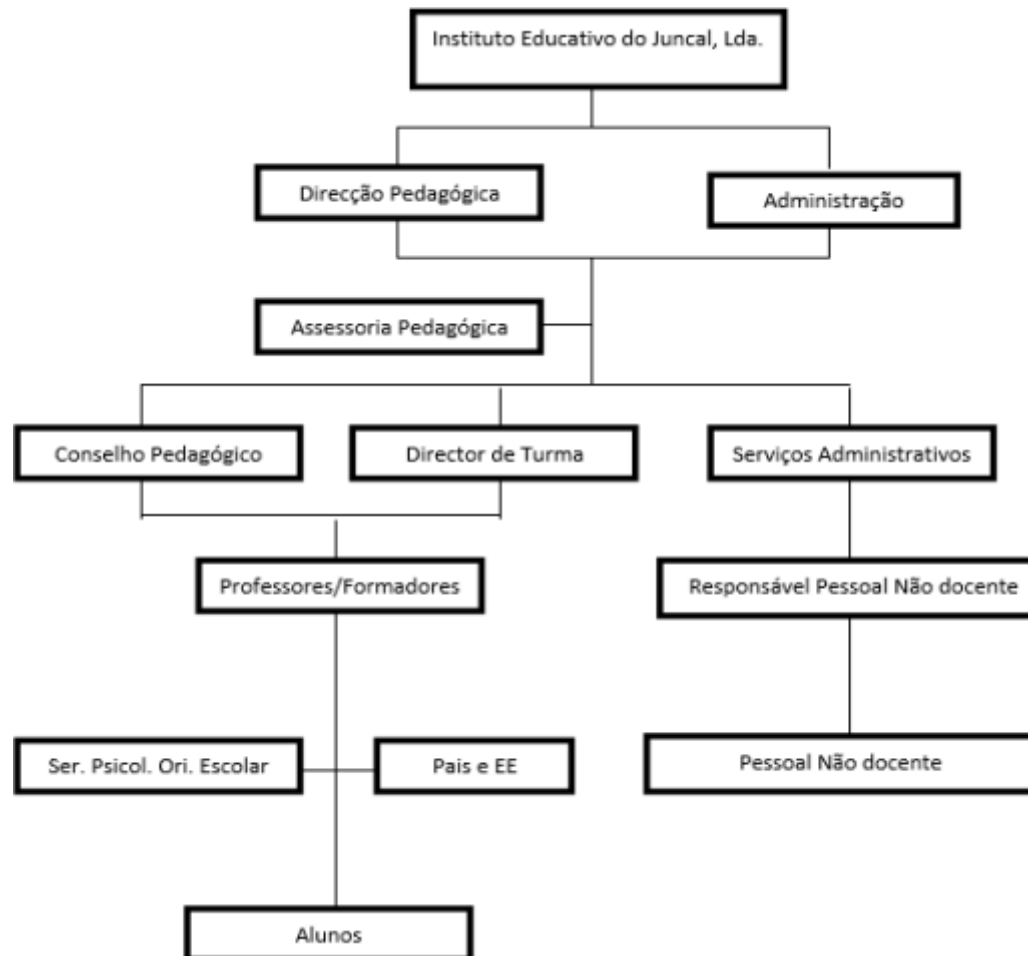 Instituto Educativo do Juncal, Lda.
Direcção Pedagógica
Administração
Assessoria Pedagógica
Conselho Pedagógico
Director de Turma
Serviços Administrativos
Professores/Formadores
Responsável Pessoal Não docente
Ser. Psicol. Ori. Escolar
Pais e EE
Pessoal Não docente
Alunos